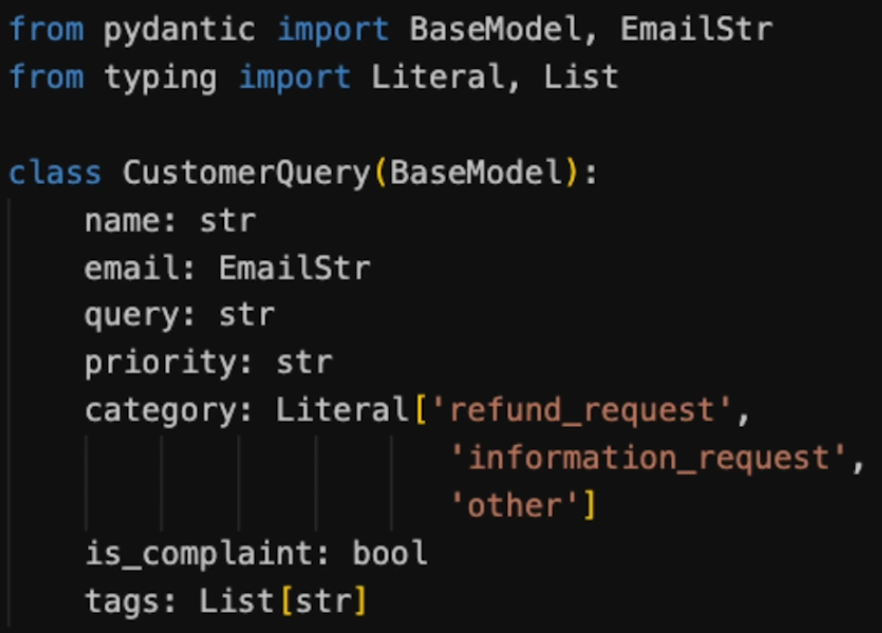 from pydantic import BaseModel, EmailStr
from typing import Literal, List
class CustomerQuery(BaseModel):
name: str
email: EmailStr
query: str
priority: str
category: Literal['refund_request',
'information_request',
'other']
is_complaint: bool
tags: List[str]